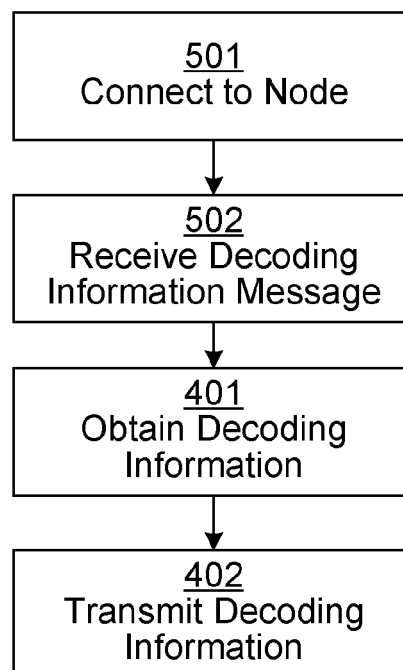 501
Connect to Node
502
Receive Decoding
Information Message
401
Obtain Decoding
Information
402
Transmit Decoding
Information